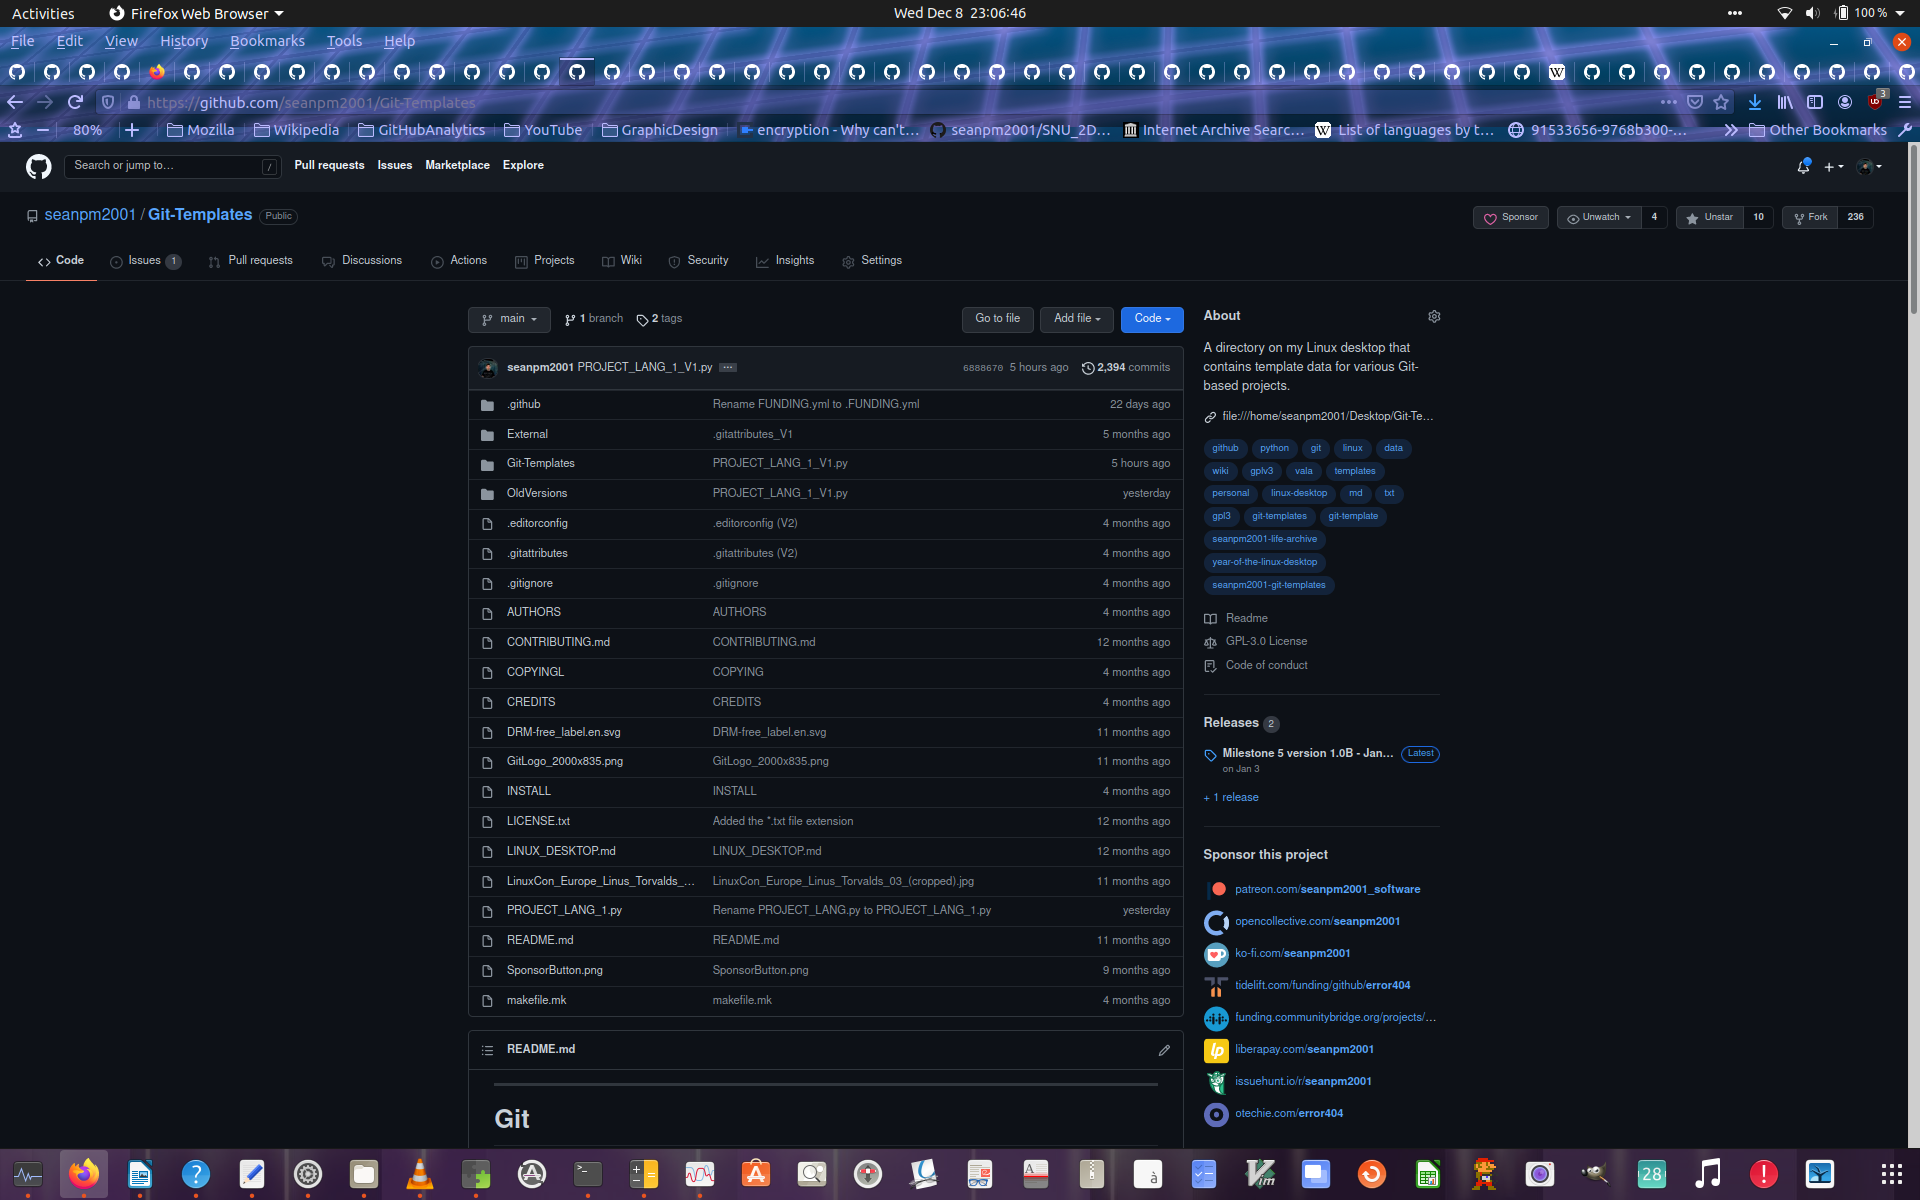 Activities Firefox Web Browser Wed Dec 8 23:06:46 100 %
File Edit View History Bookmarks Tools Help
https://github.com/seanpm2001/Git-Templates 3
80% Mozilla Wikipedia GitHubAnalytics YouTube GraphicDesign encryption - Why can't… seanpm2001/SNU_2D… Internet Archive Searc… List of languages by t… 91533656-9768b300-… Other Bookmarks
Search or jump to… / Pull requests Issues Marketplace Explore
seanpm2001 / Git-Templates Public Sponsor Unwatch 4 Unstar 10 Fork 236
Code Issues 1 Pull requests Discussions Actions Projects Wiki Security Insights Settings
main 1 branch 2 tags Go to file Add file Code
seanpm2001 PROJECT_LANG_1_V1.py … 6888670 5 hours ago 2,394 commits
.github Rename FUNDING.yml to .FUNDING.yml 22 days ago
External .gitattributes_V1 5 months ago
Git-Templates PROJECT_LANG_1_V1.py 5 hours ago
OldVersions PROJECT_LANG_1_V1.py yesterday
.editorconfig .editorconfig (V2) 4 months ago
.gitattributes .gitattributes (V2) 4 months ago
.gitignore .gitignore 4 months ago
AUTHORS AUTHORS 4 months ago
CONTRIBUTING.md CONTRIBUTING.md 12 months ago
COPYINGL COPYING 4 months ago
CREDITS CREDITS 4 months ago
DRM-free_label.en.svg DRM-free_label.en.svg 11 months ago
GitLogo_2000x835.png GitLogo_2000x835.png 11 months ago
INSTALL INSTALL 4 months ago
LICENSE.txt Added the *.txt file extension 12 months ago
LINUX_DESKTOP.md LINUX_DESKTOP.md 12 months ago
LinuxCon_Europe_Linus_Torvalds_… LinuxCon_Europe_Linus_Torvalds_03_(cropped).jpg 11 months ago
PROJECT_LANG_1.py Rename PROJECT_LANG.py to PROJECT_LANG_1.py yesterday
README.md README.md 11 months ago
SponsorButton.png SponsorButton.png 9 months ago
makefile.mk makefile.mk 4 months ago
README.md
Git
About
A directory on my Linux desktop that
contains template data for various Git-
based projects.
file:///home/seanpm2001/Desktop/Git-Te…
github python git linux data
wiki gplv3 vala templates
personal linux-desktop md txt
gpl3 git-templates git-template
seanpm2001-life-archive
year-of-the-linux-desktop
seanpm2001-git-templates
Readme
GPL-3.0 License
Code of conduct
Releases 2
Milestone 5 version 1.0B - Jan… Latest
on Jan 3
+ 1 release
Sponsor this project
patreon.com/seanpm2001_software
opencollective.com/seanpm2001
ko-fi.com/seanpm2001
tidelift.com/funding/github/error404
funding.communitybridge.org/projects/…
lp liberapay.com/seanpm2001
issuehunt.io/r/seanpm2001
otechie.com/error404
28